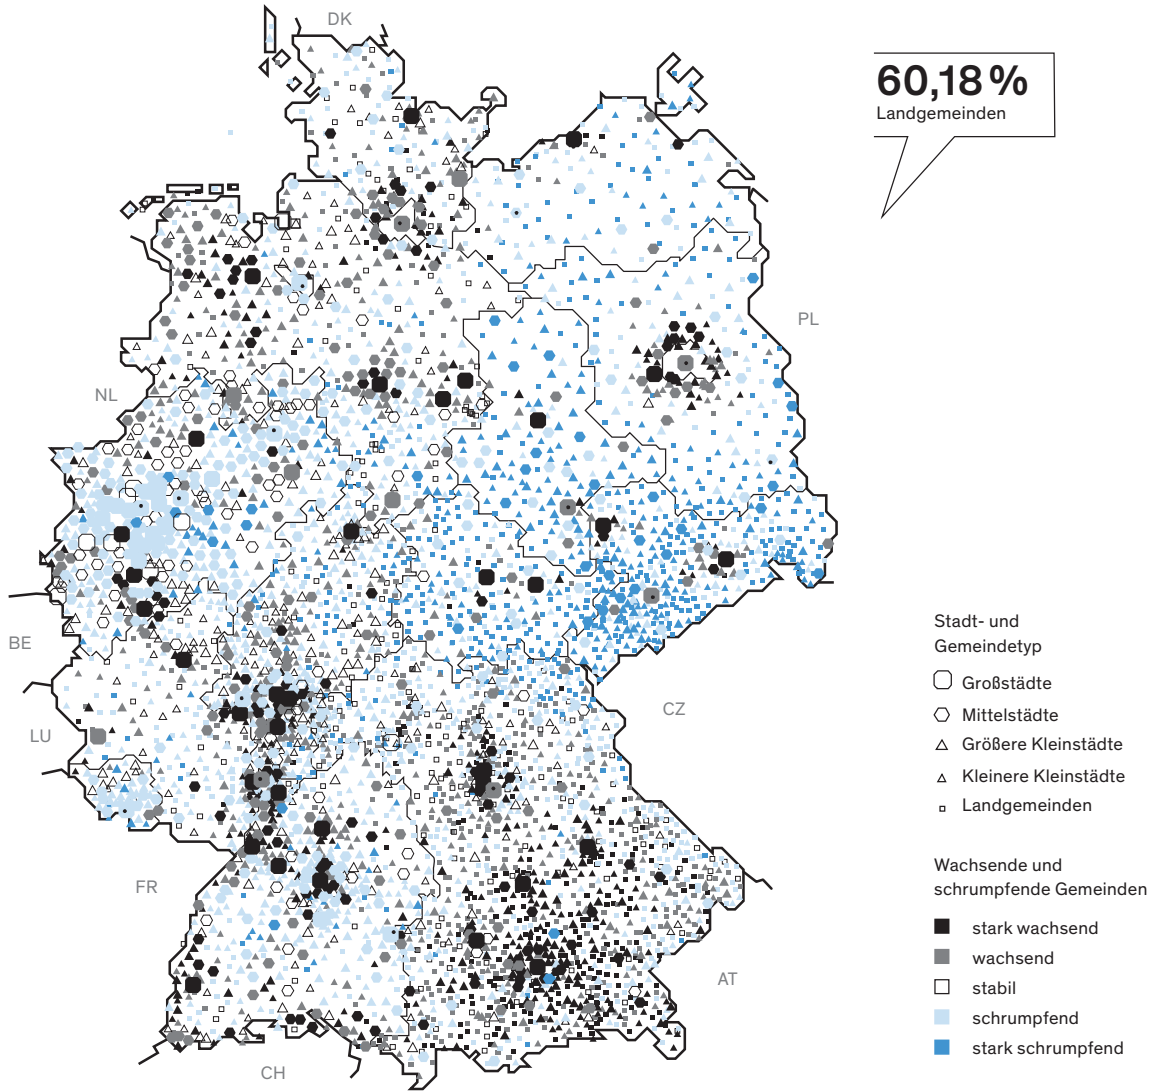 DK
60,18 %
Landgemeinden
PL
NL
BE
LU
CZ
FR
AT
CH
Stadt- und
Gemeindetyp
Großstädte
Mittelstädte
Größere Kleinstädte
Kleinere Kleinstädte
Landgemeinden
Wachsende und
schrumpfende Gemeinden
stark wachsend
wachsend
stabil
schrumpfend
stark schrumpfend